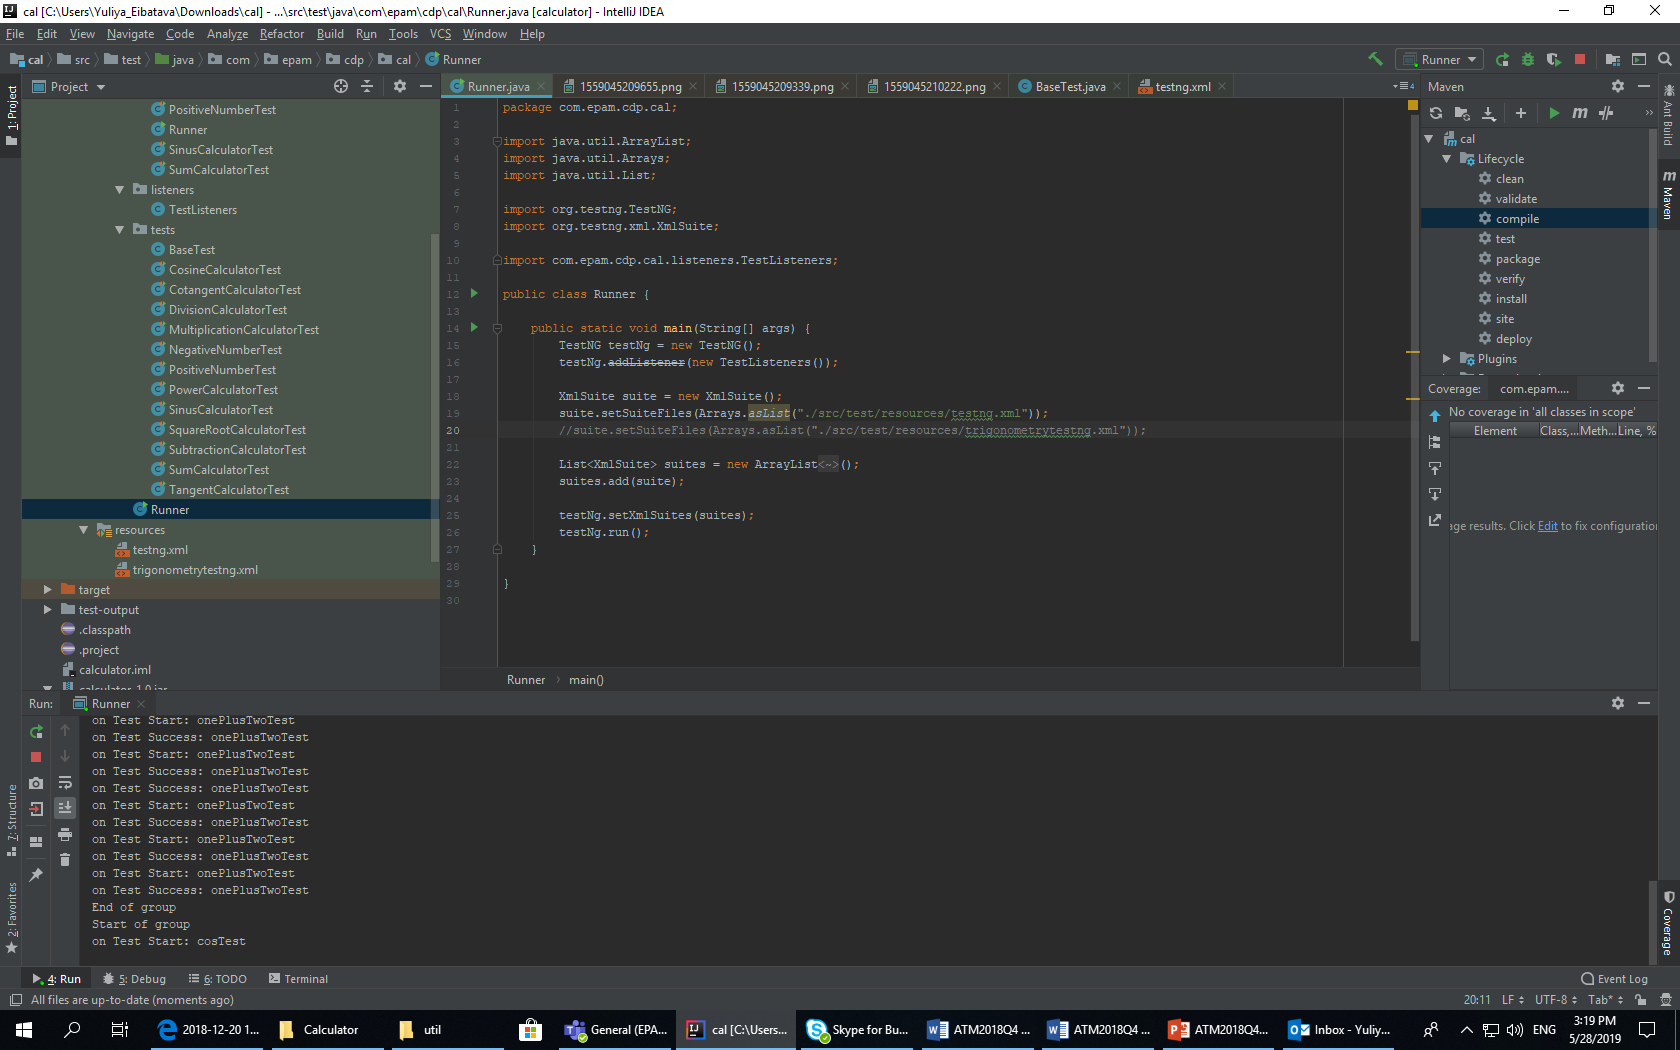 cal [C:\Users\Yuliya_Eibatava\Downloads\cal] - ...\src\test\java\com\epam\cdp\cal\Runner.java [calculator] - IntelliJ IDEA
File Edit View Navigate Code Analyze Refactor Build Run Tools VCS Window Help
cal src test java com epam cdp cal Runner
Runner
Project
Runner.java 1559045209655.png 1559045209339.png 1559045210222.png BaseTest.java testng.xml
Maven
1: Project
PositiveNumberTest
Runner
SinusCalculatorTest
SumCalculatorTest
listeners
TestListeners
tests
BaseTest
CosineCalculatorTest
CotangentCalculatorTest
DivisionCalculatorTest
MultiplicationCalculatorTest
NegativeNumberTest
PositiveNumberTest
PowerCalculatorTest
SinusCalculatorTest
SquareRootCalculatorTest
SubtractionCalculatorTest
SumCalculatorTest
TangentCalculatorTest
Runner
resources
testng.xml
trigonometrytestng.xml
target
test-output
.classpath
.project
calculator.iml
calculator-1.0.jar
1 package com.epam.cdp.cal;
2
3 import java.util.ArrayList;
4 import java.util.Arrays;
5 import java.util.List;
6
7 import org.testng.TestNG;
8 import org.testng.xml.XmlSuite;
9
10 import com.epam.cdp.cal.listeners.TestListeners;
11
12 public class Runner {
13
14 public static void main(String[] args) {
15 TestNG testNg = new TestNG();
16 testNg.addListener(new TestListeners());
17
18 XmlSuite suite = new XmlSuite();
19 suite.setSuiteFiles(Arrays.asList("./src/test/resources/testng.xml"));
20 //suite.setSuiteFiles(Arrays.asList("./src/test/resources/trigonometrytestng.xml"));
21
22 List<XmlSuite> suites = new ArrayList<~>();
23 suites.add(suite);
24
25 testNg.setXmlSuites(suites);
26 testNg.run();
27 }
28
29 }
30
Runner main()
cal
Lifecycle
clean
validate
compile
test
package
verify
install
site
deploy
Plugins
Coverage: com.epam....
No coverage in 'all classes in scope'
Element Class,... Meth... Line, %
age results. Click Edit to fix configuration
Ant Build
Maven
Coverage
Run: Runner
on Test Start: onePlusTwoTest
on Test Success: onePlusTwoTest
on Test Start: onePlusTwoTest
on Test Success: onePlusTwoTest
on Test Success: onePlusTwoTest
on Test Start: onePlusTwoTest
on Test Success: onePlusTwoTest
on Test Start: onePlusTwoTest
on Test Success: onePlusTwoTest
on Test Start: onePlusTwoTest
on Test Success: onePlusTwoTest
End of group
Start of group
on Test Start: cosTest
7: Structure
2: Favorites
4: Run 5: Debug 6: TODO Terminal Event Log
All files are up-to-date (moments ago) 20:11 LF UTF-8 Tab*
2018-12-20 1... Calculator util General (EPA... cal [C:\Users... Skype for Bu... ATM2018Q4 ... ATM2018Q4 ... ATM2018Q4... Inbox - Yuliy... ENG 3:19 PM
5/28/2019